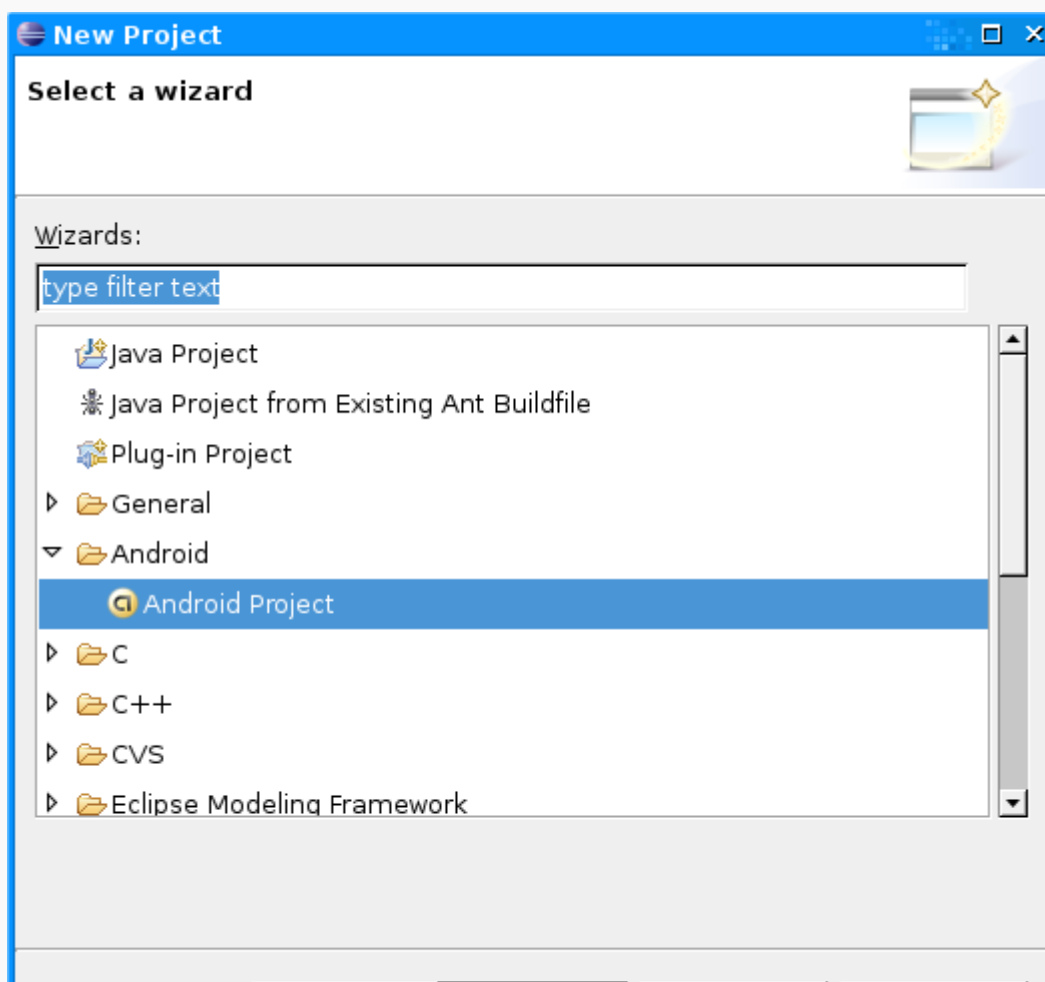 New Project
Select a wizard
Wizards:
type filter text
Java Project
Java Project from Existing Ant Buildfile
Plug-in Project
General
Android
Android Project
C
C++
CVS
Eclipse Modeling Framework